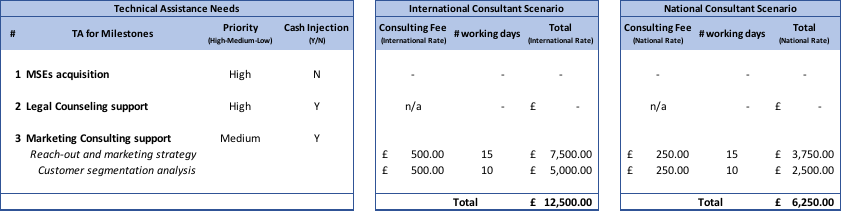 Technical Assistance Needs International Consultant Scenario National Consultant Scenario
# TA for Milestones Priority (High-Medium-Low) Cash Injection (Y/N) Consulting Fee (International Rate) # working days Total (International Rate) Consulting Fee (National Rate) # working days Total (National Rate)
1 MSEs acquisition High N - - - - - -
2 Legal Counseling support High Y n/a - £ - n/a - £ -
3 Marketing Consulting support Medium Y
Reach-out and marketing strategy £ 500.00 15 £ 7,500.00 £ 250.00 15 £ 3,750.00
Customer segmentation analysis £ 500.00 10 £ 5,000.00 £ 250.00 10 £ 2,500.00
Total £ 12,500.00 Total £ 6,250.00